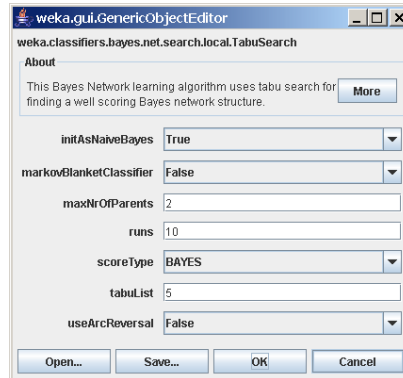 weka.gui.GenericObjectEditor
weka.classifiers.bayes.net.search.local.TabuSearch
About
This Bayes Network learning algorithm uses tabu search for
finding a well scoring Bayes network structure.
More
initAsNaiveBayes True
markovBlanketClassifier False
maxNrOfParents 2
runs 10
scoreType BAYES
tabuList 5
useArcReversal False
Open... Save... OK Cancel